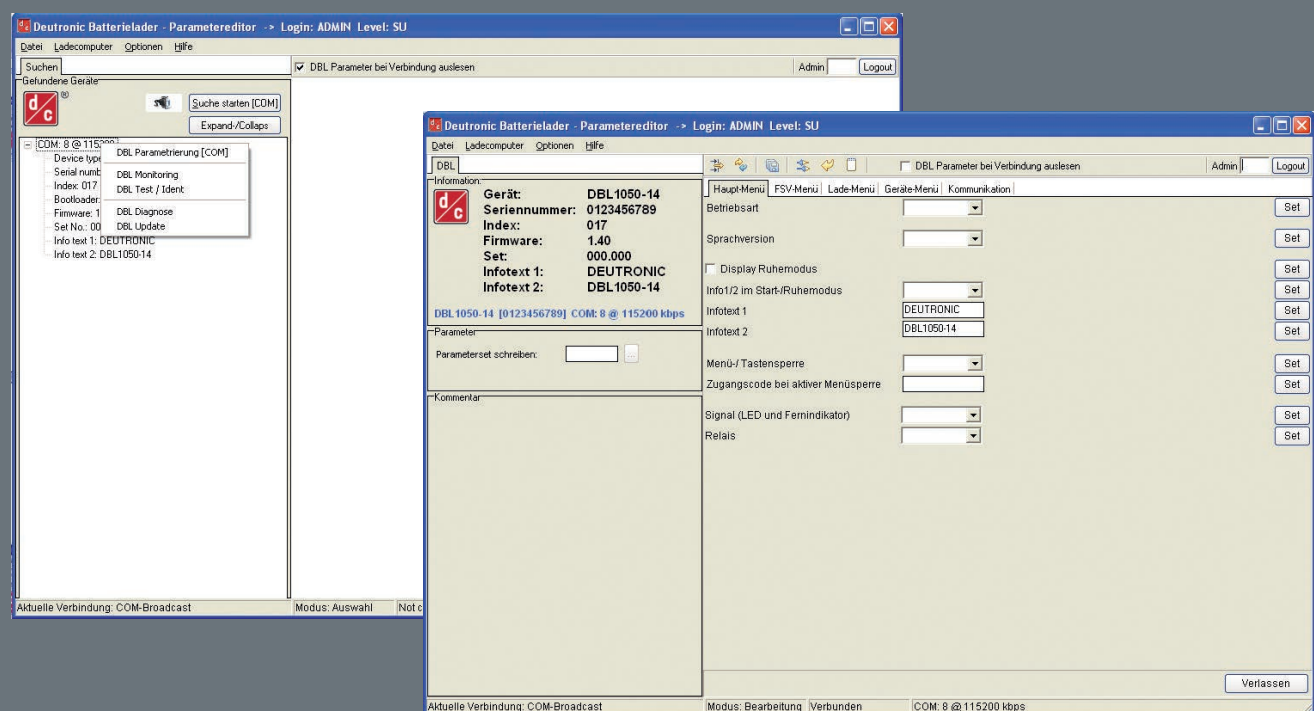 Deutronic Batterielader - Parametereditor -> Login: ADMIN Level: SU
Datei Ladecomputer Optionen Hilfe
Suchen
DBL Parameter bei Verbindung auslesen
Admin
Logout
Gefundene Geräte
d/c ®
Suche starten [COM]
Expand-/Collaps
COM: 8 @ 115200
Device type
Serial numb
Index: 017
Bootloader:
Firmware: 1
Set No.: 00
Info text 1: DEUTRONIC
Info text 2: DBL1050-14
DBL Parametrierung [COM]
DBL Monitoring
DBL Test / Ident
DBL Diagnose
DBL Update
Aktuelle Verbindung: COM-Broadcast
Modus: Auswahl
Not c
Deutronic Batterielader - Parametereditor -> Login: ADMIN Level: SU
Datei Ladecomputer Optionen Hilfe
DBL
DBL Parameter bei Verbindung auslesen
Admin
Logout
Information:
d/c
Gerät: DBL1050-14
Seriennummer: 0123456789
Index: 017
Firmware: 1.40
Set: 000.000
Infotext 1: DEUTRONIC
Infotext 2: DBL1050-14
DBL1050-14 [0123456789] COM: 8 @ 115200 kbps
Parameter
Parameterset schreiben:
...
Kommentar
Haupt-Menü FSV-Menü Lade-Menü Geräte-Menü Kommunikation
Betriebsart Set
Sprachversion Set
Display Ruhemodus Set
Info1/2 im Start-/Ruhemodus Set
Infotext 1 DEUTRONIC Set
Infotext 2 DBL1050-14 Set
Menü-/ Tastensperre Set
Zugangscode bei aktiver Menüsperre Set
Signal (LED und Fernindikator) Set
Relais Set
Verlassen
Aktuelle Verbindung: COM-Broadcast
Modus: Bearbeitung
Verbunden
COM: 8 @ 115200 kbps